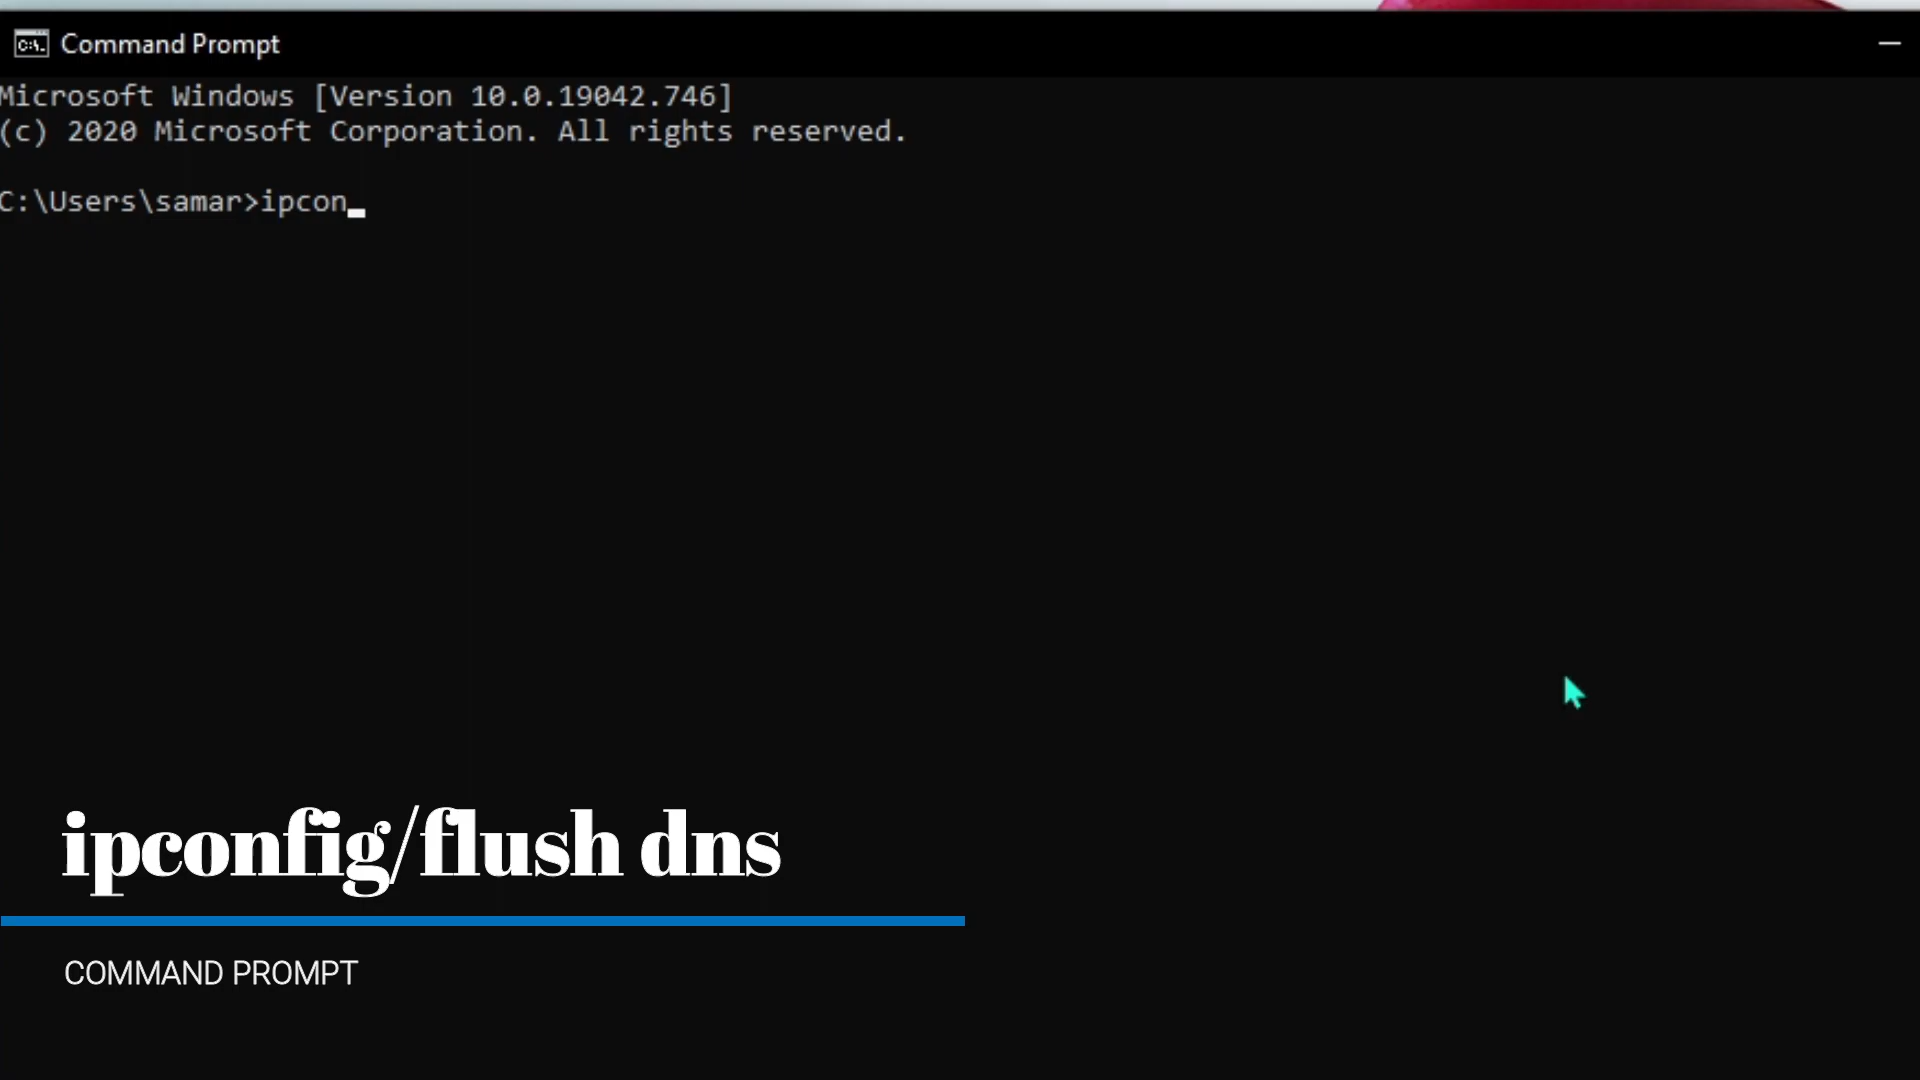 Command Prompt
Microsoft Windows [Version 10.0.19042.746]
(c) 2020 Microsoft Corporation. All rights reserved.
C:\Users\samar>ipcon
ipconfig/flush dns
COMMAND PROMPT